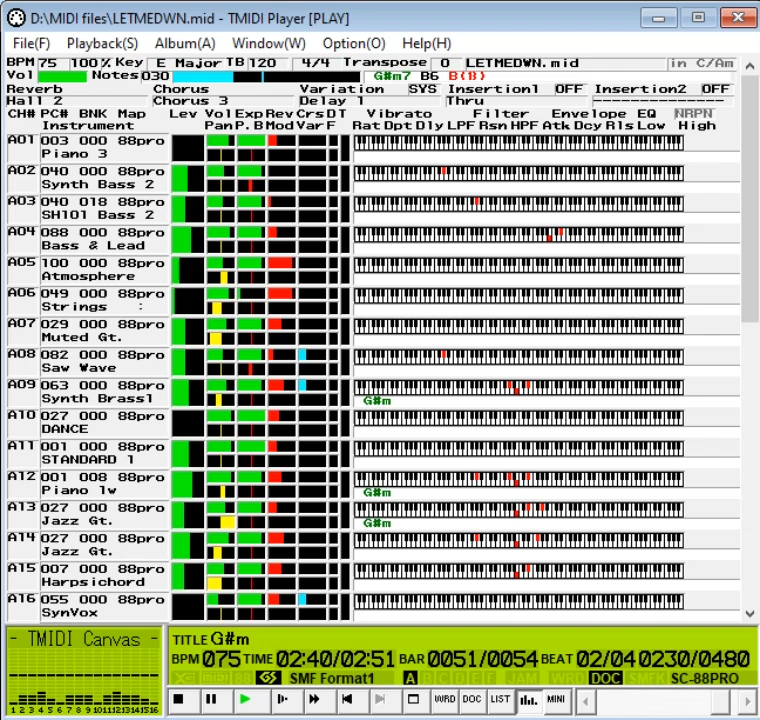 D:\MIDI files\LETMEDWN.mid - TMIDI Player [PLAY]
File(F) Playback(S) Album(A) Window(W) Option(O) Help(H)
BPM 75 100% Key E Major TB 120 4/4 Transpose 0 LETMEDWN.mid in C/Am
Vol Notes 030 G#m7 B6 B(B)
Reverb Chorus Variation SYS Insertion1 OFF Insertion2 OFF
Hall 2 Chorus 3 Delay 1 Thru ----------------
CH# PC# BNK Map Lev Vol Exp Rev Crs DT Vibrato Filter Envelope EQ NRPN
Instrument Pan P.B Mod Var F Rat Dpt Dly LPF Rsn HPF Atk Dcy Rls Low High
A01 003 000 88pro
Piano 3
A02 040 000 88pro
Synth Bass 2
A03 040 018 88pro
SH101 Bass 2
A04 088 000 88pro
Bass & Lead
A05 100 000 88pro
Atmosphere
A06 049 000 88pro
Strings :
A07 029 000 88pro
Muted Gt.
A08 082 000 88pro
Saw Wave
A09 063 000 88pro
Synth Brass1 G#m
A10 027 000 88pro
DANCE
A11 001 000 88pro
STANDARD 1
A12 001 008 88pro
Piano 1w G#m
A13 027 000 88pro
Jazz Gt. G#m
A14 027 000 88pro
Jazz Gt.
A15 007 000 88pro
Harpsichord
A16 055 000 88pro
SynVox
- TMIDI Canvas -
1 2 3 4 5 6 7 8 9 10 11 12 13 14 15 16
TITLE G#m
BPM 075 TIME 02:40/02:51 BAR 0051/0054 BEAT 02/04 0230/0480
XG MIDI 88 GS SMF Format1 A B C D E F JAM WRD DOC SMFK SC-88PRO
WRD DOC LIST MINI